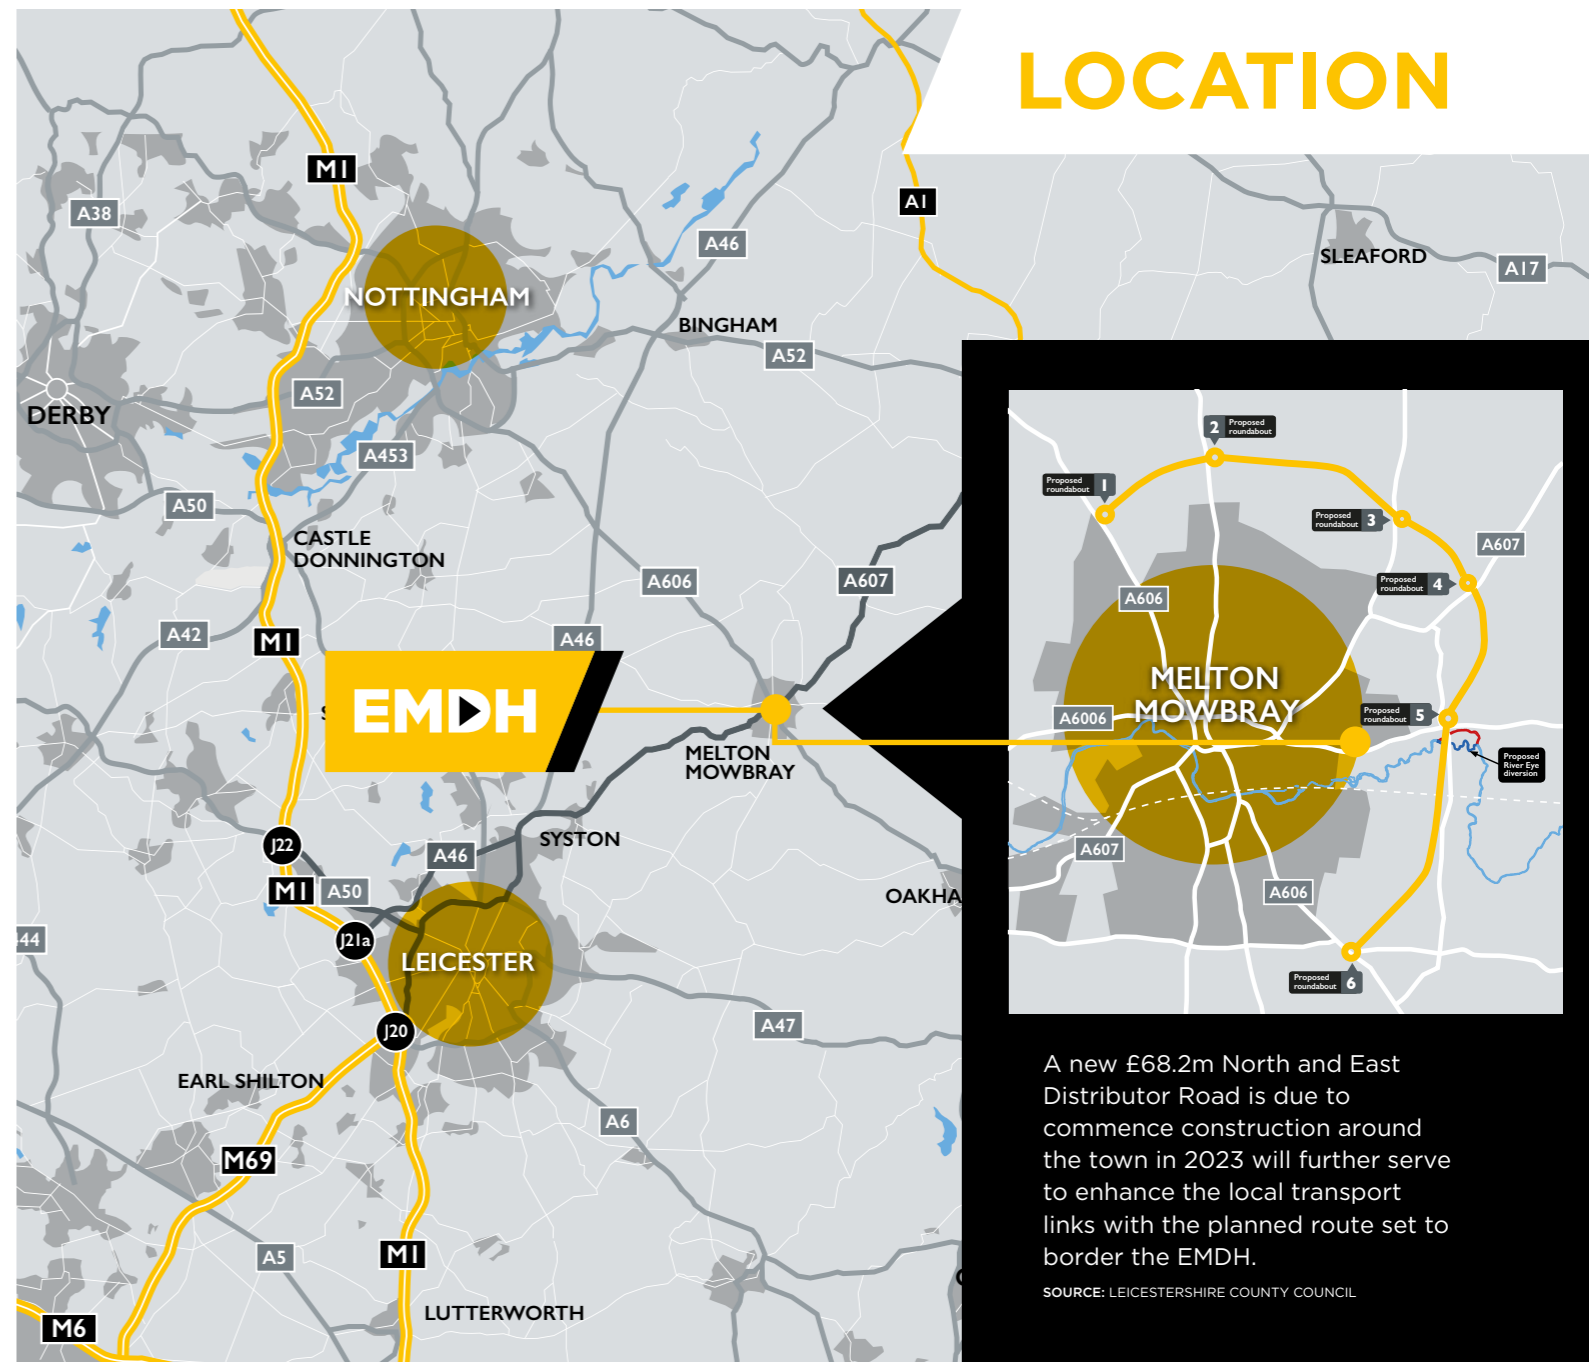 LOCATION
M1
A38
A1
A46
SLEAFORD
A17
NOTTINGHAM
BINGHAM
A52
A52
DERBY
A453
A50
CASTLE
DONNINGTON
A606
A607
A42
M1
A46
EMDH
MELTON
MOWBRAY
SYSTON
J22
A46
M1
A50
OAKHA
J21a
LEICESTER
J20
A47
EARL SHILTON
A6
M69
A5
M1
LUTTERWORTH
M6
2 Proposed
roundabout
Proposed
roundabout 1
Proposed
roundabout 3
A607
Proposed
roundabout 4
A606
MELTON
MOWBRAY
A6006
Proposed
roundabout 5
Proposed
River Eye
diversion
A607
A606
Proposed
roundabout 6
A new £68.2m North and East
Distributor Road is due to
commence construction around
the town in 2023 will further serve
to enhance the local transport
links with the planned route set to
border the EMDH.
SOURCE: LEICESTERSHIRE COUNTY COUNCIL